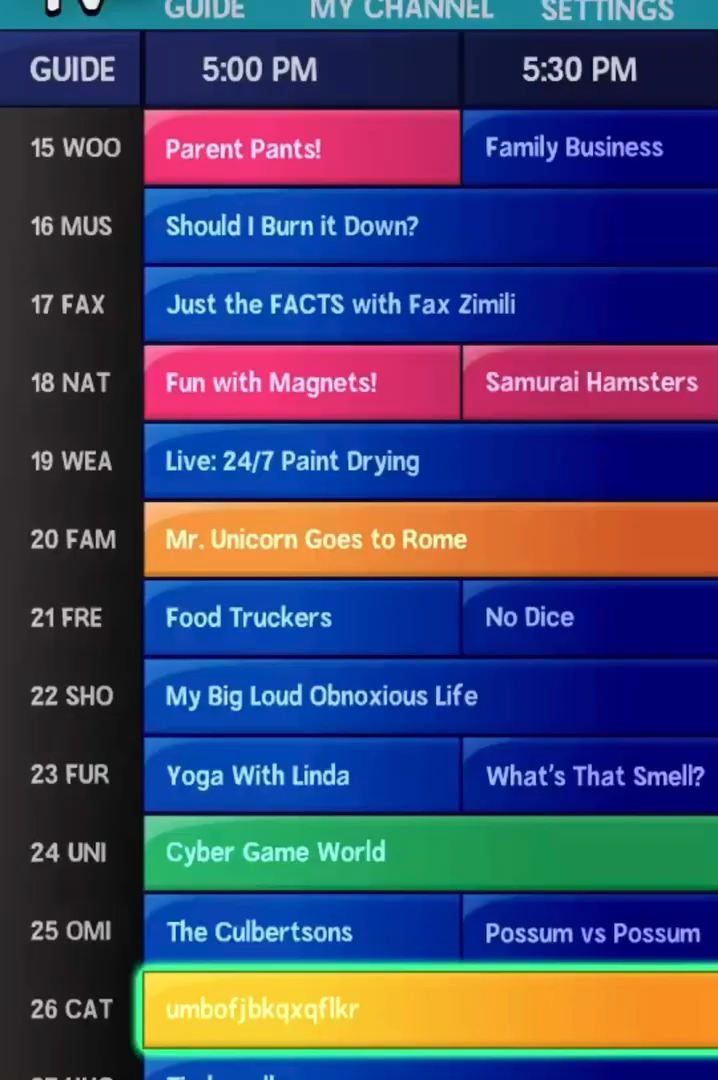 TV
GUIDE MY CHANNEL SETTINGS
GUIDE 5:00 PM 5:30 PM
15 WOO Parent Pants! Family Business
16 MUS Should I Burn it Down?
17 FAX Just the FACTS with Fax Zimili
18 NAT Fun with Magnets! Samurai Hamsters
19 WEA Live: 24/7 Paint Drying
20 FAM Mr. Unicorn Goes to Rome
21 FRE Food Truckers No Dice
22 SHO My Big Loud Obnoxious Life
23 FUR Yoga With Linda What's That Smell?
24 UNI Cyber Game World
25 OMI The Culbertsons Possum vs Possum
26 CAT umbofjbkqxqflkr